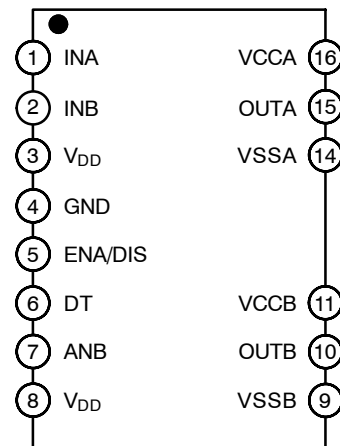 1 INA VCCA 16
2 INB OUTA 15
3 VDD VSSA 14
4 GND
5 ENA/DIS
6 DT VCCB 11
7 ANB OUTB 10
8 VDD VSSB 9